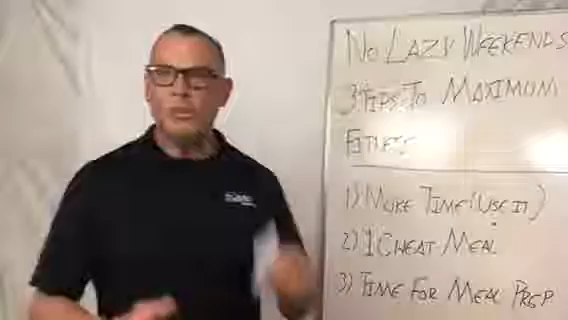 No LAZY WEEKENDS
3 TIPS TO MAXIMUM
FITNESS
1) MAKE TIME (USE IT)
2) 1 CHEAT MEAL
3) TIME FOR MEAL PREP